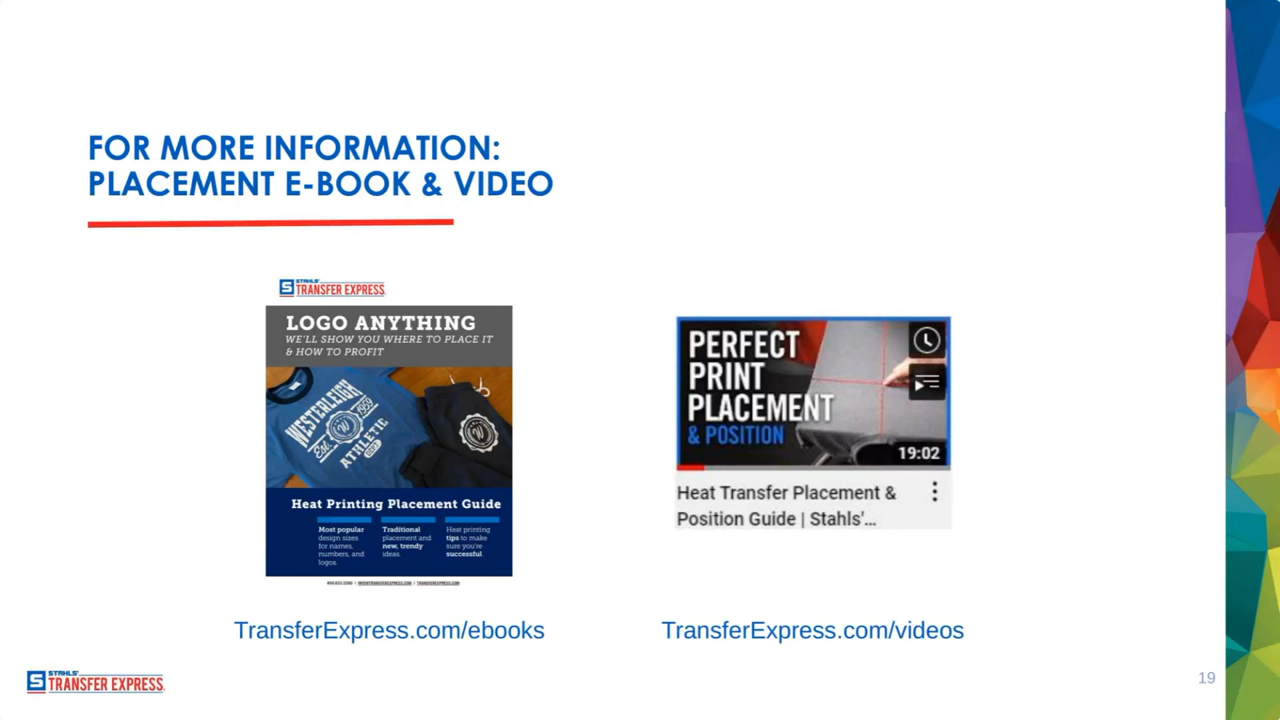 FOR MORE INFORMATION:
PLACEMENT E-BOOK & VIDEO
S STAHLS'
TRANSFER EXPRESS
LOGO ANYTHING
WE'LL SHOW YOU WHERE TO PLACE IT
& HOW TO PROFIT
WESTERLEIGH
Est. W 1959
ATHLETIC
DEPT
W
Heat Printing Placement Guide
Most popular
design sizes
for names,
numbers, and
logos.
Traditional
placement and
new, trendy
ideas.
Heat printing
tips to make
sure you're
successful.
PERFECT
PRINT
PLACEMENT
& POSITION
19:02
Heat Transfer Placement &
Position Guide | Stahls'...
TransferExpress.com/ebooks
TransferExpress.com/videos
S STAHLS'
TRANSFER EXPRESS.
19